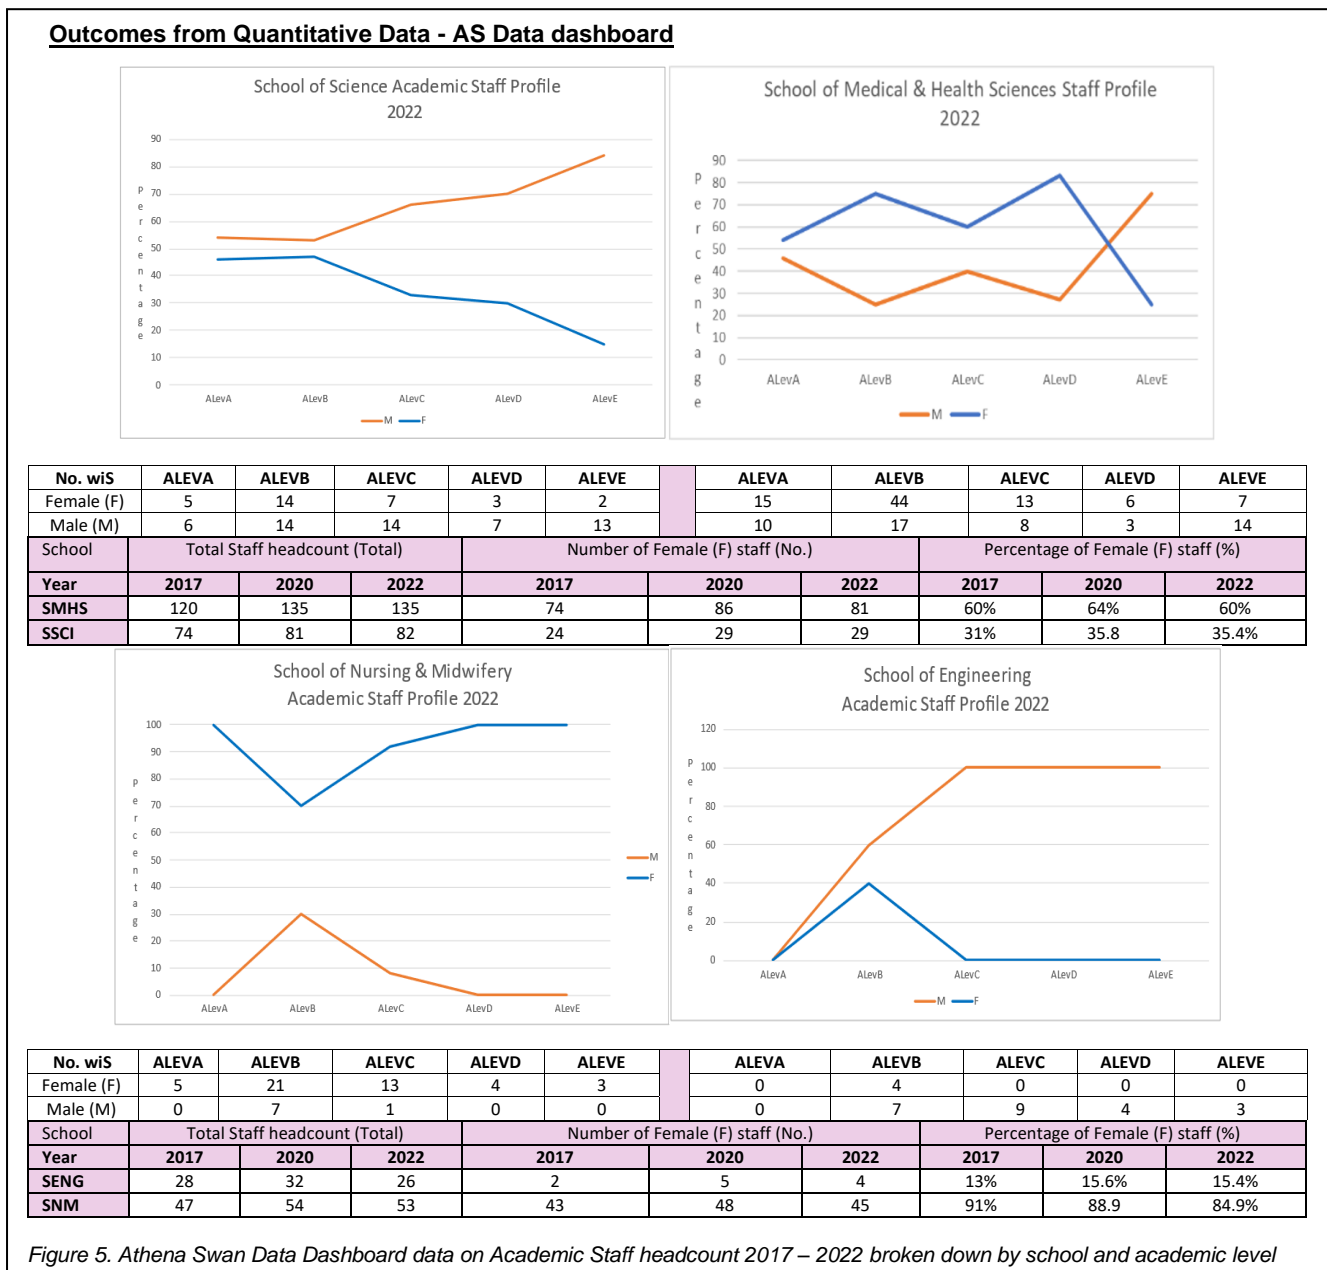 Outcomes from Quantitative Data - AS Data dashboard
School of Science Academic Staff Profile
2022
90
80
70
60
50
40
30
20
10
0
Percentage
ALevA ALevB ALevC ALevD ALevE
M F
School of Medical & Health Sciences Staff Profile
2022
90
80
70
60
50
40
30
20
10
0
Percentage
ALevA ALevB ALevC ALevD ALevE
M F
No. wiS ALEVA ALEVB ALEVC ALEVD ALEVE ALEVA ALEVB ALEVC ALEVD ALEVE
Female (F) 5 14 7 3 2 15 44 13 6 7
Male (M) 6 14 14 7 13 10 17 8 3 14
School Total Staff headcount (Total) Number of Female (F) staff (No.) Percentage of Female (F) staff (%)
Year 2017 2020 2022 2017 2020 2022 2017 2020 2022
SMHS 120 135 135 74 86 81 60% 64% 60%
SSCI 74 81 82 24 29 29 31% 35.8 35.4%
School of Nursing & Midwifery
Academic Staff Profile 2022
100
90
80
70
60
50
40
30
20
10
0
Percentage
ALevA ALevB ALevC ALevD ALevE
M
F
School of Engineering
Academic Staff Profile 2022
120
100
80
60
40
20
0
Percentage
ALevA ALevB ALevC ALevD ALevE
M F
No. wiS ALEVA ALEVB ALEVC ALEVD ALEVE ALEVA ALEVB ALEVC ALEVD ALEVE
Female (F) 5 21 13 4 3 0 4 0 0 0
Male (M) 0 7 1 0 0 0 7 9 4 3
School Total Staff headcount (Total) Number of Female (F) staff (No.) Percentage of Female (F) staff (%)
Year 2017 2020 2022 2017 2020 2022 2017 2020 2022
SENG 28 32 26 2 5 4 13% 15.6% 15.4%
SNM 47 54 53 43 48 45 91% 88.9 84.9%
Figure 5. Athena Swan Data Dashboard data on Academic Staff headcount 2017 – 2022 broken down by school and academic level